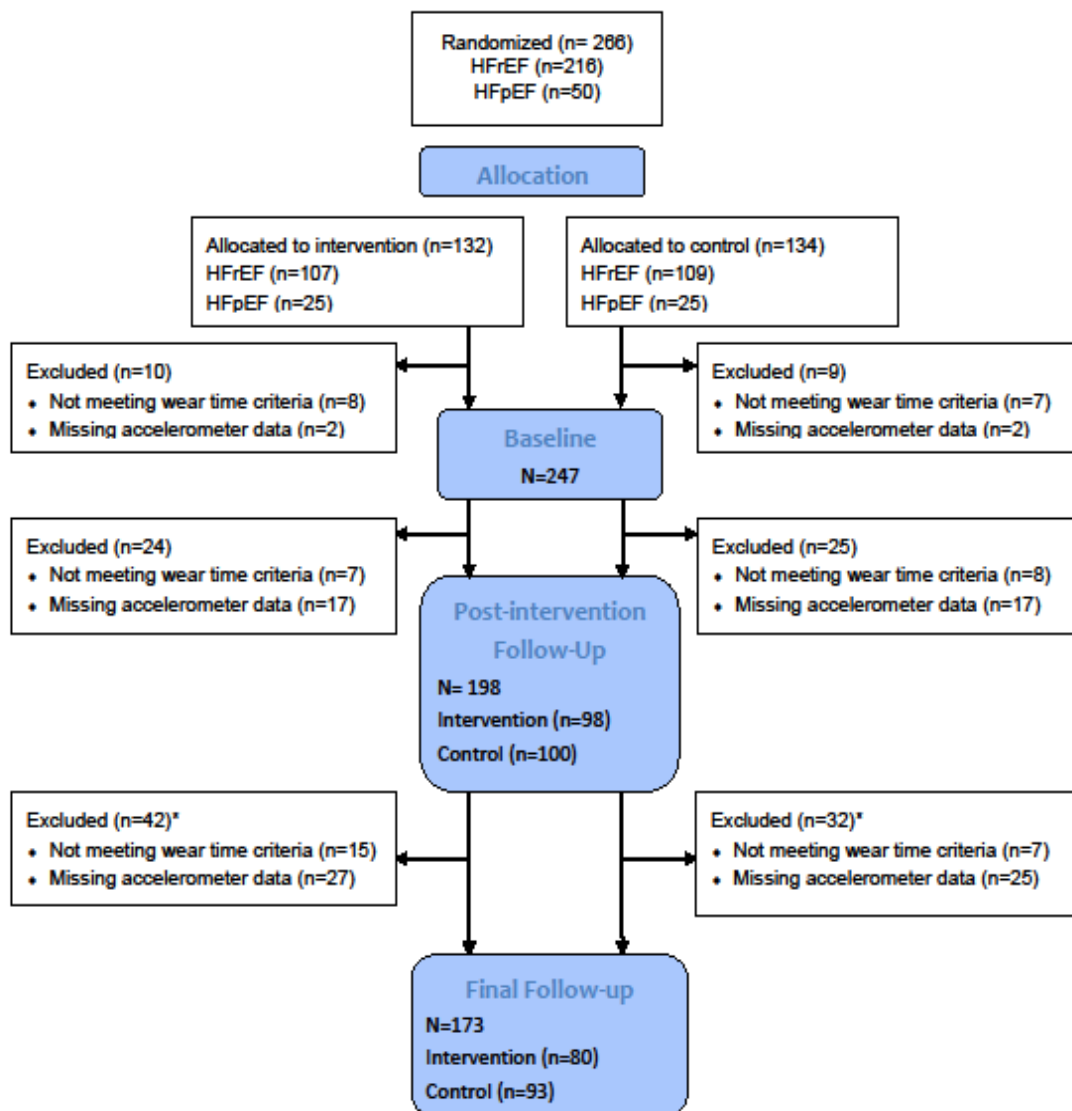 Randomized (n= 266)
HFrEF (n=216)
HFpEF (n=50)
Allocation
Allocated to intervention (n=132)
HFrEF (n=107)
HFpEF (n=25)
Allocated to control (n=134)
HFrEF (n=109)
HFpEF (n=25)
Excluded (n=10)
• Not meeting wear time criteria (n=8)
• Missing accelerometer data (n=2)
Excluded (n=9)
• Not meeting wear time criteria (n=7)
• Missing accelerometer data (n=2)
Baseline
N=247
Excluded (n=24)
• Not meeting wear time criteria (n=7)
• Missing accelerometer data (n=17)
Excluded (n=25)
• Not meeting wear time criteria (n=8)
• Missing accelerometer data (n=17)
Post-intervention
Follow-Up
N= 198
Intervention (n=98)
Control (n=100)
Excluded (n=42)*
• Not meeting wear time criteria (n=15)
• Missing accelerometer data (n=27)
Excluded (n=32)*
• Not meeting wear time criteria (n=7)
• Missing accelerometer data (n=25)
Final Follow-up
N=173
Intervention (n=80)
Control (n=93)